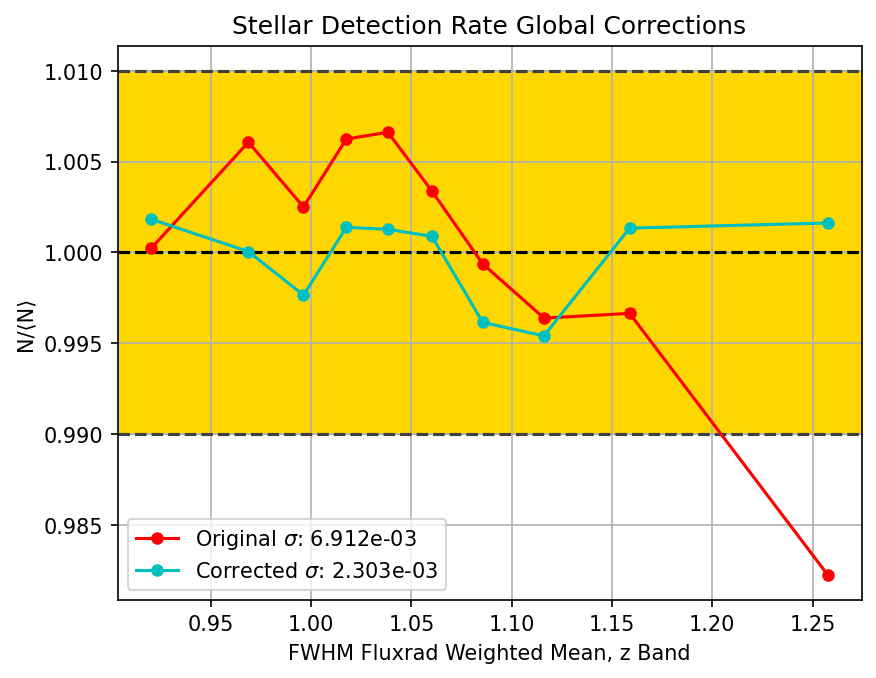 Stellar Detection Rate Global Corrections
N/⟨N⟩
1.010
1.005
1.000
0.995
0.990
0.985
Original σ: 6.912e-03
Corrected σ: 2.303e-03
0.95 1.00 1.05 1.10 1.15 1.20 1.25
FWHM Fluxrad Weighted Mean, z Band